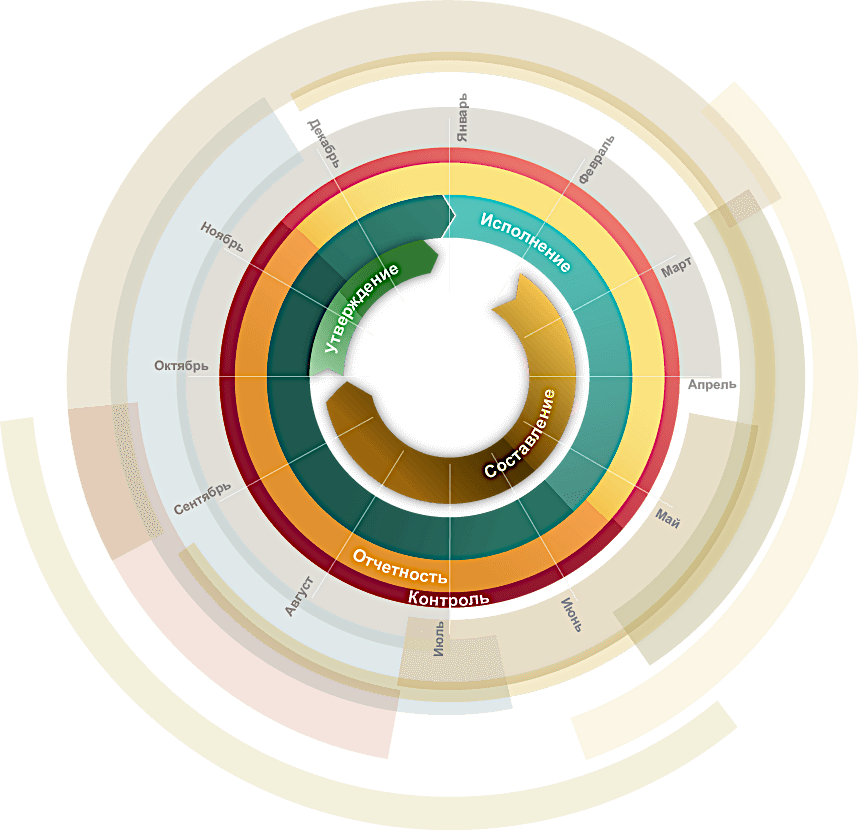 Январь
Февраль
Март
Апрель
Май
Июнь
Июль
Август
Сентябрь
Октябрь
Ноябрь
Декабрь
Исполнение
Утверждение
Составление
Отчетность
Контроль